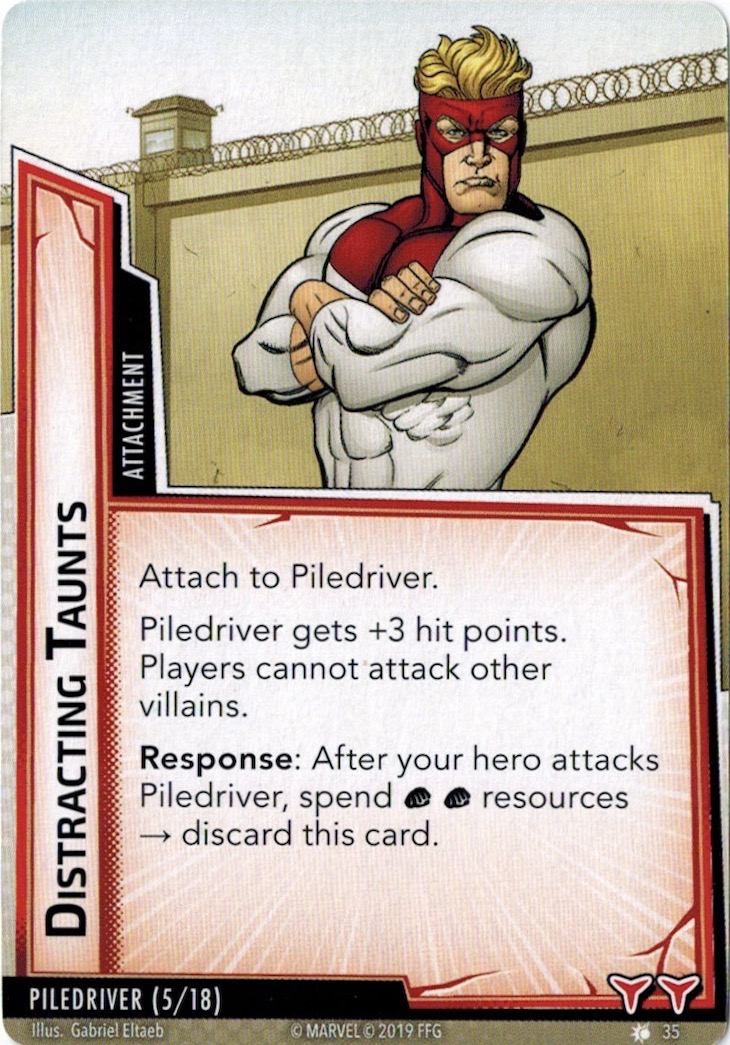 ATTACHMENT
DISTRACTING TAUNTS
Attach to Piledriver.
Piledriver gets +3 hit points.
Players cannot attack other
villains.
Response: After your hero attacks
Piledriver, spend resources
→ discard this card.
PILEDRIVER (5/18)
Illus. Gabriel Eltaeb
© MARVEL © 2019 FFG
35